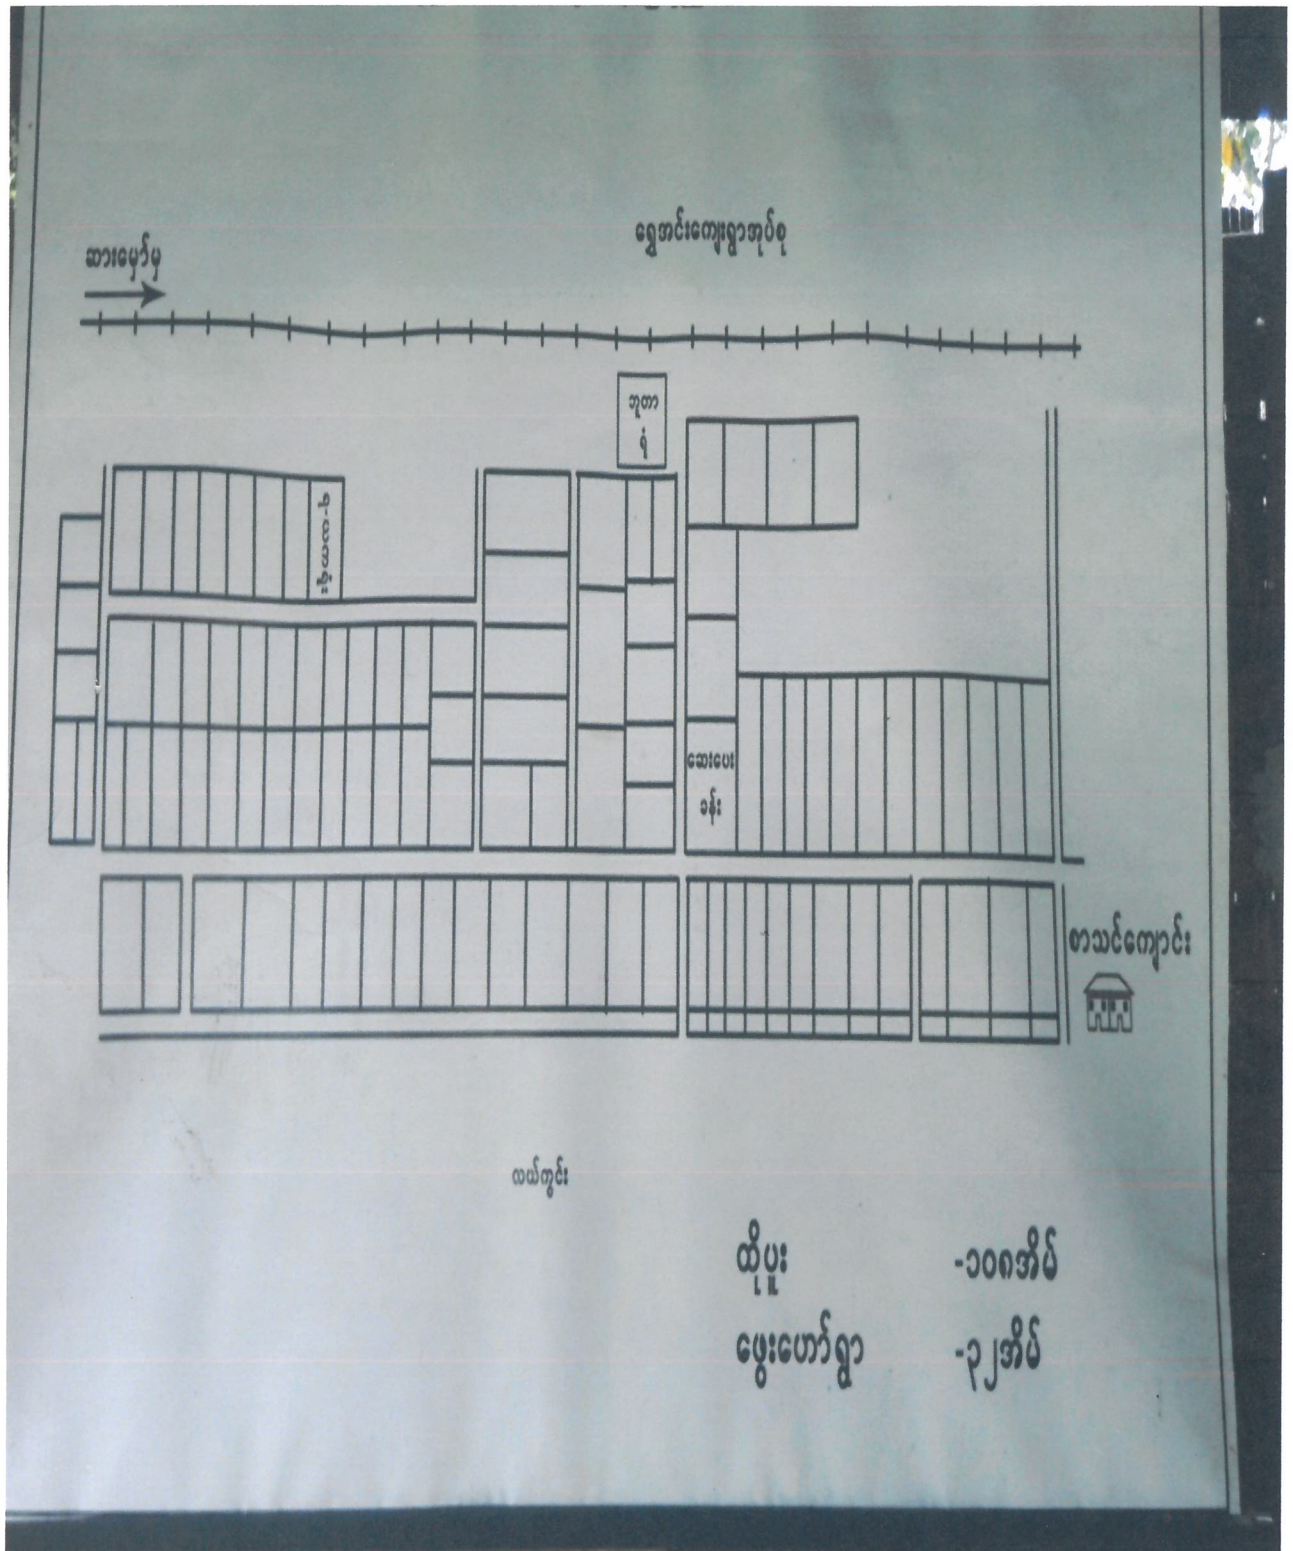 ရွှေအင်းကျေးရွာအုပ်စု
ဆားမှော်မှ
ဘူတာ
ရုံ
ဆေးပေး
ခန်း
စာသင်ကျောင်း
လယ်ကွင်း
ထိုပူး -၁၀၈အိမ်
ဖွေးဟော်ရွာ -၃၂အိမ်